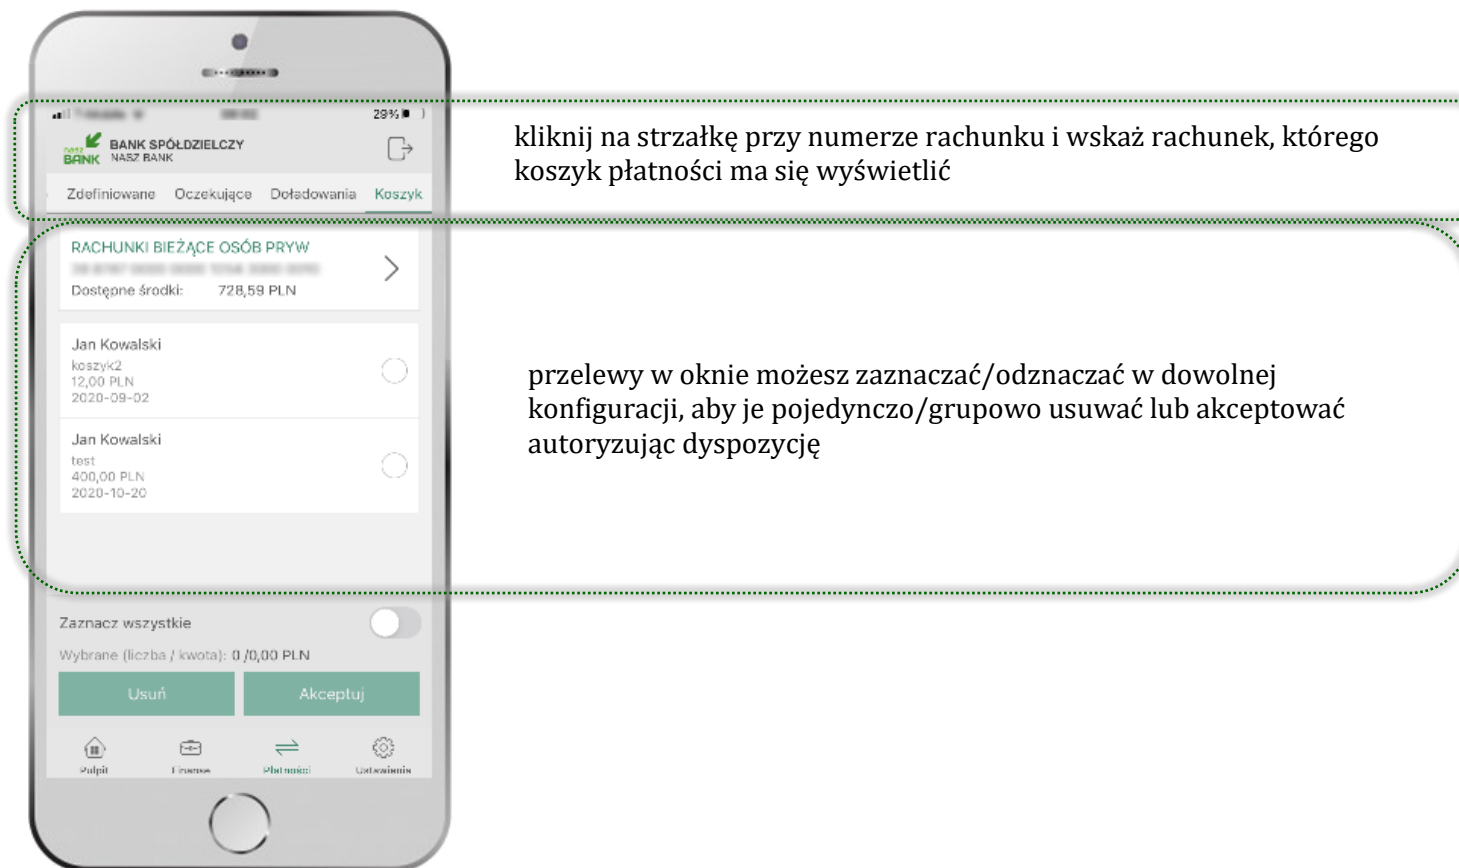 29%
nasz BANK
BANK SPÓŁDZIELCZY
NASZ BANK
Zdefiniowane Oczekujące Doładowania Koszyk
kliknij na strzałkę przy numerze rachunku i wskaż rachunek, którego
koszyk płatności ma się wyświetlić
RACHUNKI BIEŻĄCE OSÓB PRYW
Dostępne środki: 728,59 PLN
Jan Kowalski
koszyk2
12,00 PLN
2020-09-02
Jan Kowalski
test
400,00 PLN
2020-10-20
przelewy w oknie możesz zaznaczać/odznaczać w dowolnej
konfiguracji, aby je pojedynczo/grupowo usuwać lub akceptować
autoryzując dyspozycję
Zaznacz wszystkie
Wybrane (liczba / kwota): 0 /0,00 PLN
Usuń Akceptuj
Pulpit Finanse Płatności Ustawienia